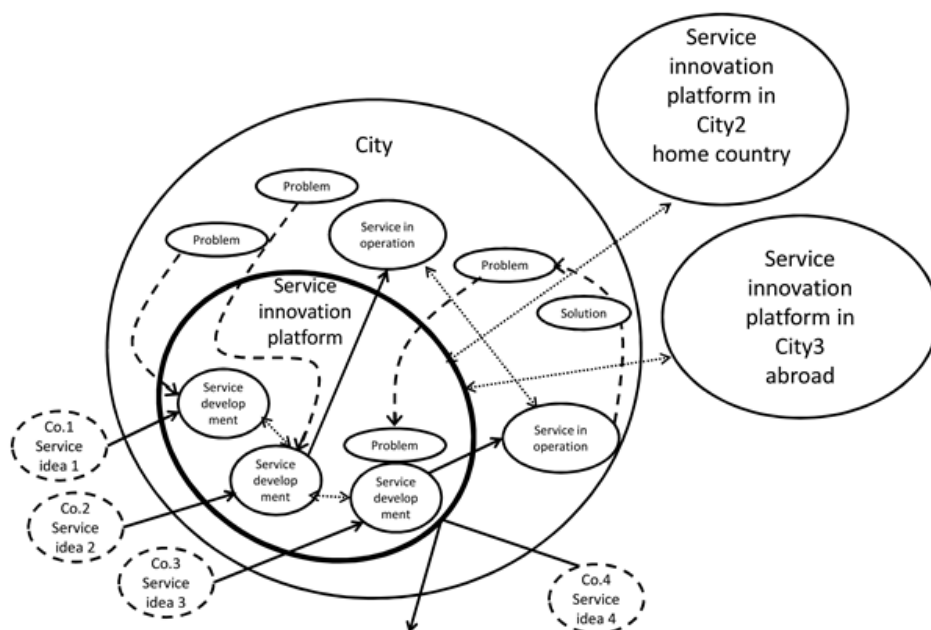 Service
innovation
platform in
City2
home country
City
Problem
Problem
Service in
operation
Problem
Service
innovation
platform in
City3
abroad
Service
innovation
platform
Solution
Service
develop
ment
Co.1
Service
idea 1
Service
develop
ment
Problem
Service in
operation
Service
develop
ment
Co.2
Service
idea 2
Co.3
Service
idea 3
Co.4
Service
idea 4